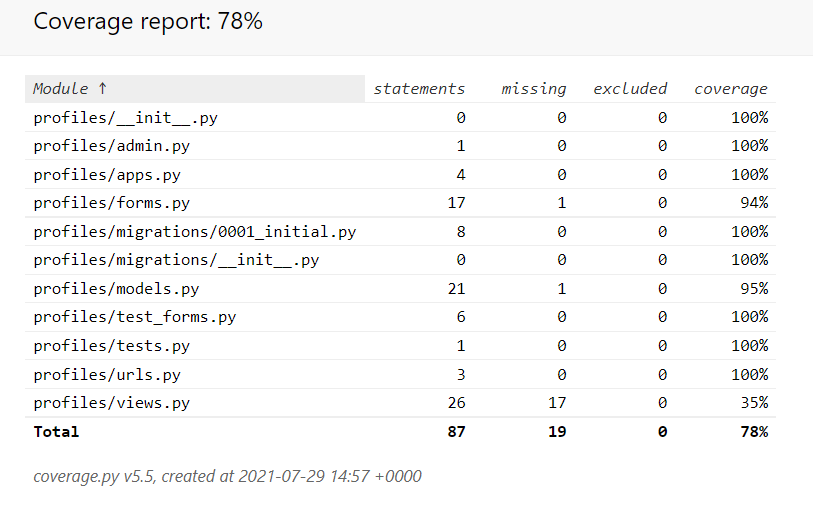 Coverage report: 78%
Module ↑ statements missing excluded coverage
profiles/__init__.py 0 0 0 100%
profiles/admin.py 1 0 0 100%
profiles/apps.py 4 0 0 100%
profiles/forms.py 17 1 0 94%
profiles/migrations/0001_initial.py 8 0 0 100%
profiles/migrations/__init__.py 0 0 0 100%
profiles/models.py 21 1 0 95%
profiles/test_forms.py 6 0 0 100%
profiles/tests.py 1 0 0 100%
profiles/urls.py 3 0 0 100%
profiles/views.py 26 17 0 35%
Total 87 19 0 78%
coverage.py v5.5, created at 2021-07-29 14:57 +0000